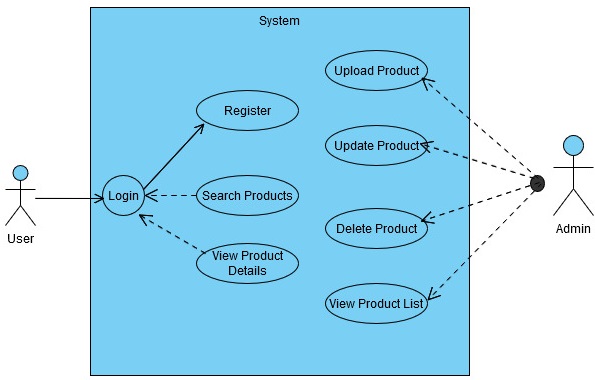 System
Upload Product
Register
Update Product
Login
Search Products
User
Delete Product
Admin
View Product
Details
View Product List